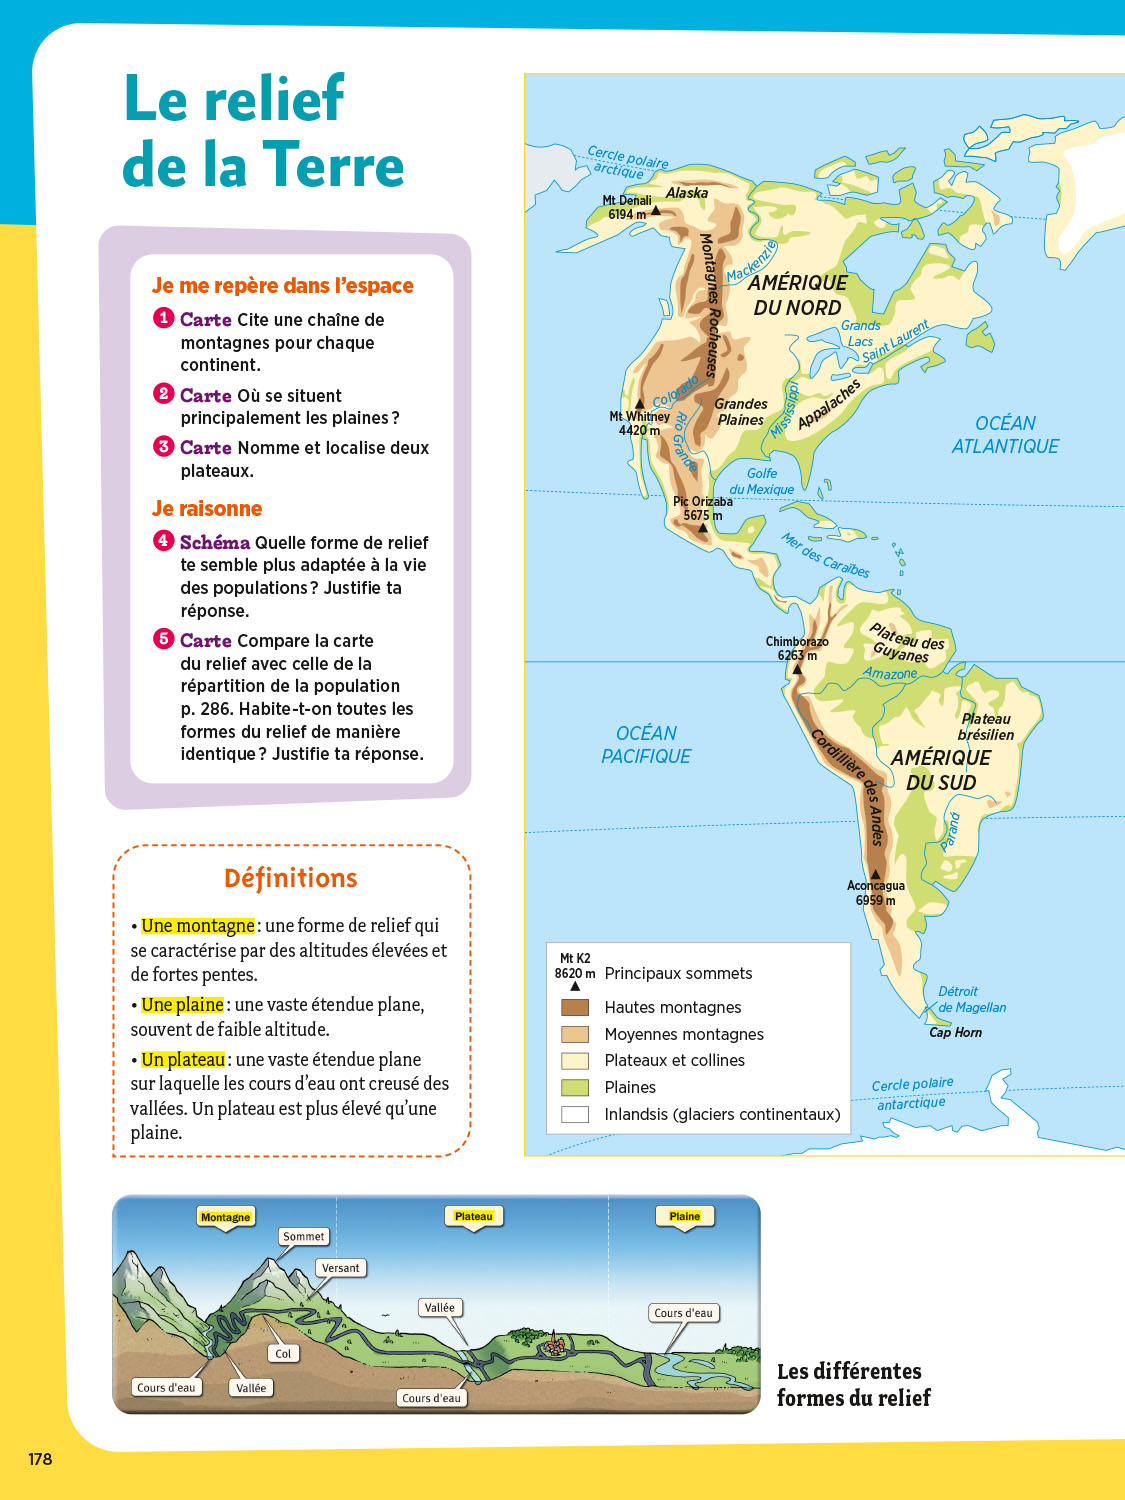 Le relief
de la Terre
Je me repère dans l'espace
1 Carte Cite une chaîne de
montagnes pour chaque
continent.
2 Carte Où se situent
principalement les plaines ?
3 Carte Nomme et localise deux
plateaux.
Je raisonne
4 Schéma Quelle forme de relief
te semble plus adaptée à la vie
des populations ? Justifie ta
réponse.
5 Carte Compare la carte
du relief avec celle de la
répartition de la population
p. 286. Habite-t-on toutes les
formes du relief de manière
identique ? Justifie ta réponse.
Définitions
• Une montagne : une forme de relief qui
se caractérise par des altitudes élevées et
de fortes pentes.
• Une plaine : une vaste étendue plane,
souvent de faible altitude.
• Un plateau : une vaste étendue plane
sur laquelle les cours d'eau ont creusé des
vallées. Un plateau est plus élevé qu'une
plaine.
Cercle polaire
arctique
Alaska
Mt Denali
6194 m
Montagnes Rocheuses
Mackenzie
AMÉRIQUE
DU NORD
Grands
Lacs
Saint Laurent
Colorado
Mt Whitney
4420 m
Rio Grande
Grandes
Plaines
Mississippi
Appalaches
OCÉAN
ATLANTIQUE
Golfe
du Mexique
Pic Orizaba
5675 m
Mer des Caraïbes
Chimborazo
6263 m
Plateau des
Guyanes
Amazone
OCÉAN
PACIFIQUE
Plateau
brésilien
Cordillière des Andes
AMÉRIQUE
DU SUD
Paraná
Aconcagua
6959 m
Détroit
de Magellan
Cap Horn
Cercle polaire
antarctique
Mt K2
8620 m
Principaux sommets
Hautes montagnes
Moyennes montagnes
Plateaux et collines
Plaines
Inlandsis (glaciers continentaux)
Montagne
Plateau
Plaine
Sommet
Versant
Vallée
Cours d'eau
Col
Cours d'eau
Vallée
Cours d'eau
Les différentes
formes du relief
178